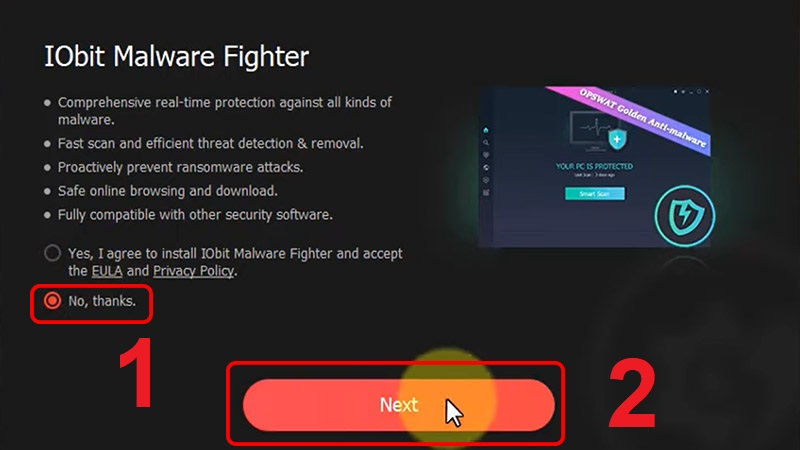 IObit Malware Fighter
Comprehensive real-time protection against all kinds of
malware.
Fast scan and efficient threat detection & removal.
Proactively prevent ransomware attacks.
Safe online browsing and download.
Fully compatible with other security software.
OPSWAT Golden Anti-malware
YOUR PC IS PROTECTED
Smart Scan
Yes, I agree to install IObit Malware Fighter and accept
the EULA and Privacy Policy.
No, thanks.
1
Next
2